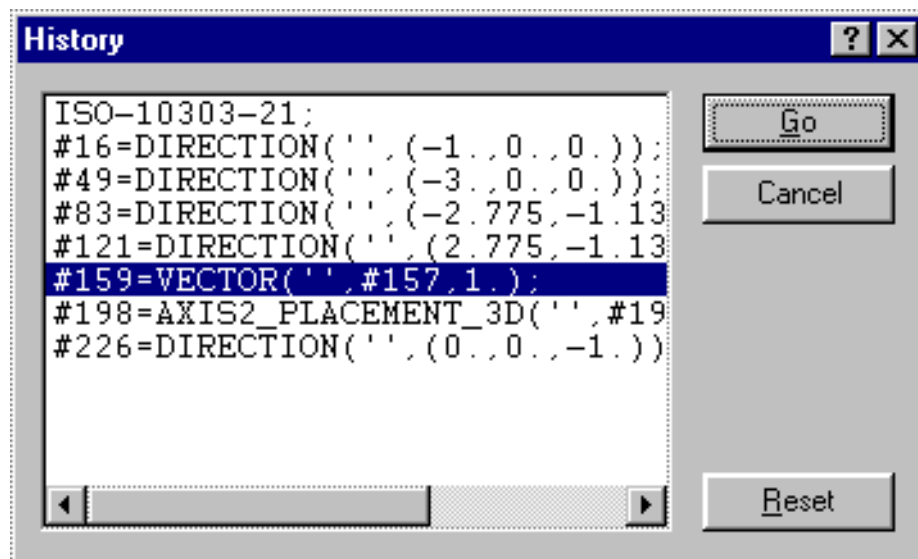 History
ISO-10303-21;
#16=DIRECTION('',(-1.,0.,0.));
#49=DIRECTION('',(-3.,0.,0.));
#83=DIRECTION('',(-2.775,-1.13
#121=DIRECTION('',(2.775,-1.13
#159=VECTOR('',#157,1.);
#198=AXIS2_PLACEMENT_3D('',#19
#226=DIRECTION('',(0.,0.,-1.))
Go
Cancel
Reset